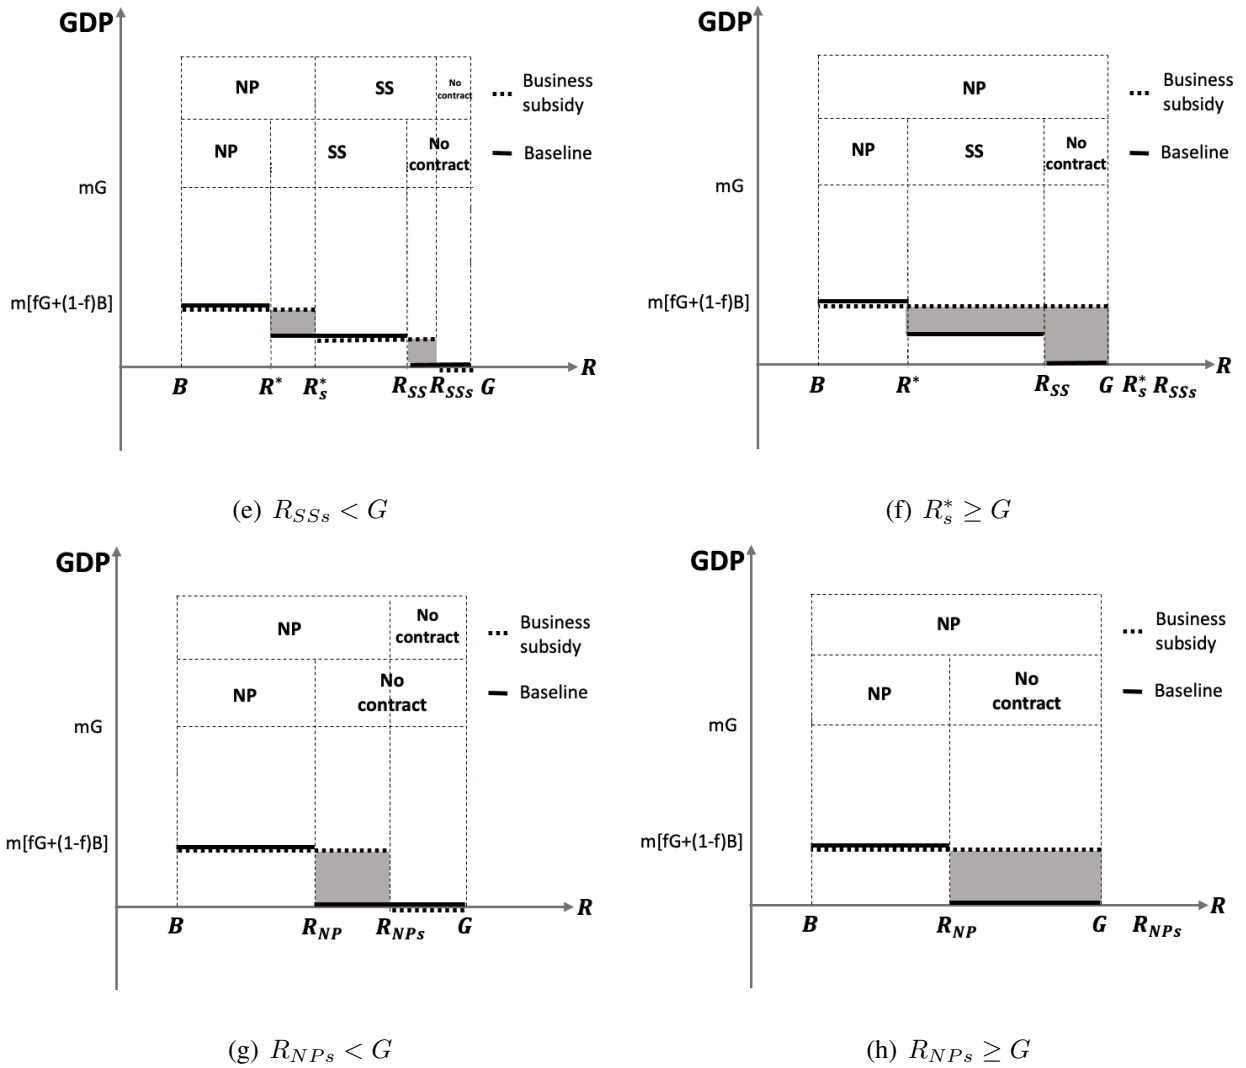 GDP
NP
SS
No
contract
Business
subsidy
NP
SS
No
contract
Baseline
mG
m[fG+(1-f)B]
B R* R*s RSS RSSs G R
(e) RSSs < G
GDP
NP
Business
subsidy
NP
SS
No
contract
Baseline
mG
m[fG+(1-f)B]
B R* RSS G R*s RSSs R
(f) R*s ≥ G
GDP
NP
No
contract
Business
subsidy
NP
No
contract
Baseline
mG
m[fG+(1-f)B]
B RNP RNPs G R
(g) RNPs < G
GDP
NP
Business
subsidy
NP
No
contract
Baseline
mG
m[fG+(1-f)B]
B RNP G RNPs R
(h) RNPs ≥ G